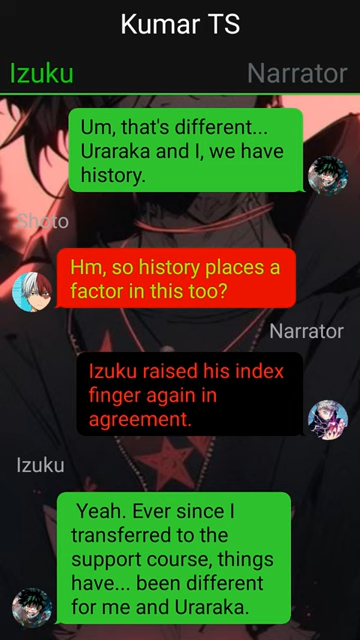 Kumar TS
Izuku
Narrator
Um, that's different...
Uraraka and I, we have
history.
Shoto
Hm, so history places a
factor in this too?
Narrator
Izuku raised his index
finger again in
agreement.
Izuku
Yeah. Ever since I
transferred to the
support course, things
have... been different
for me and Uraraka.